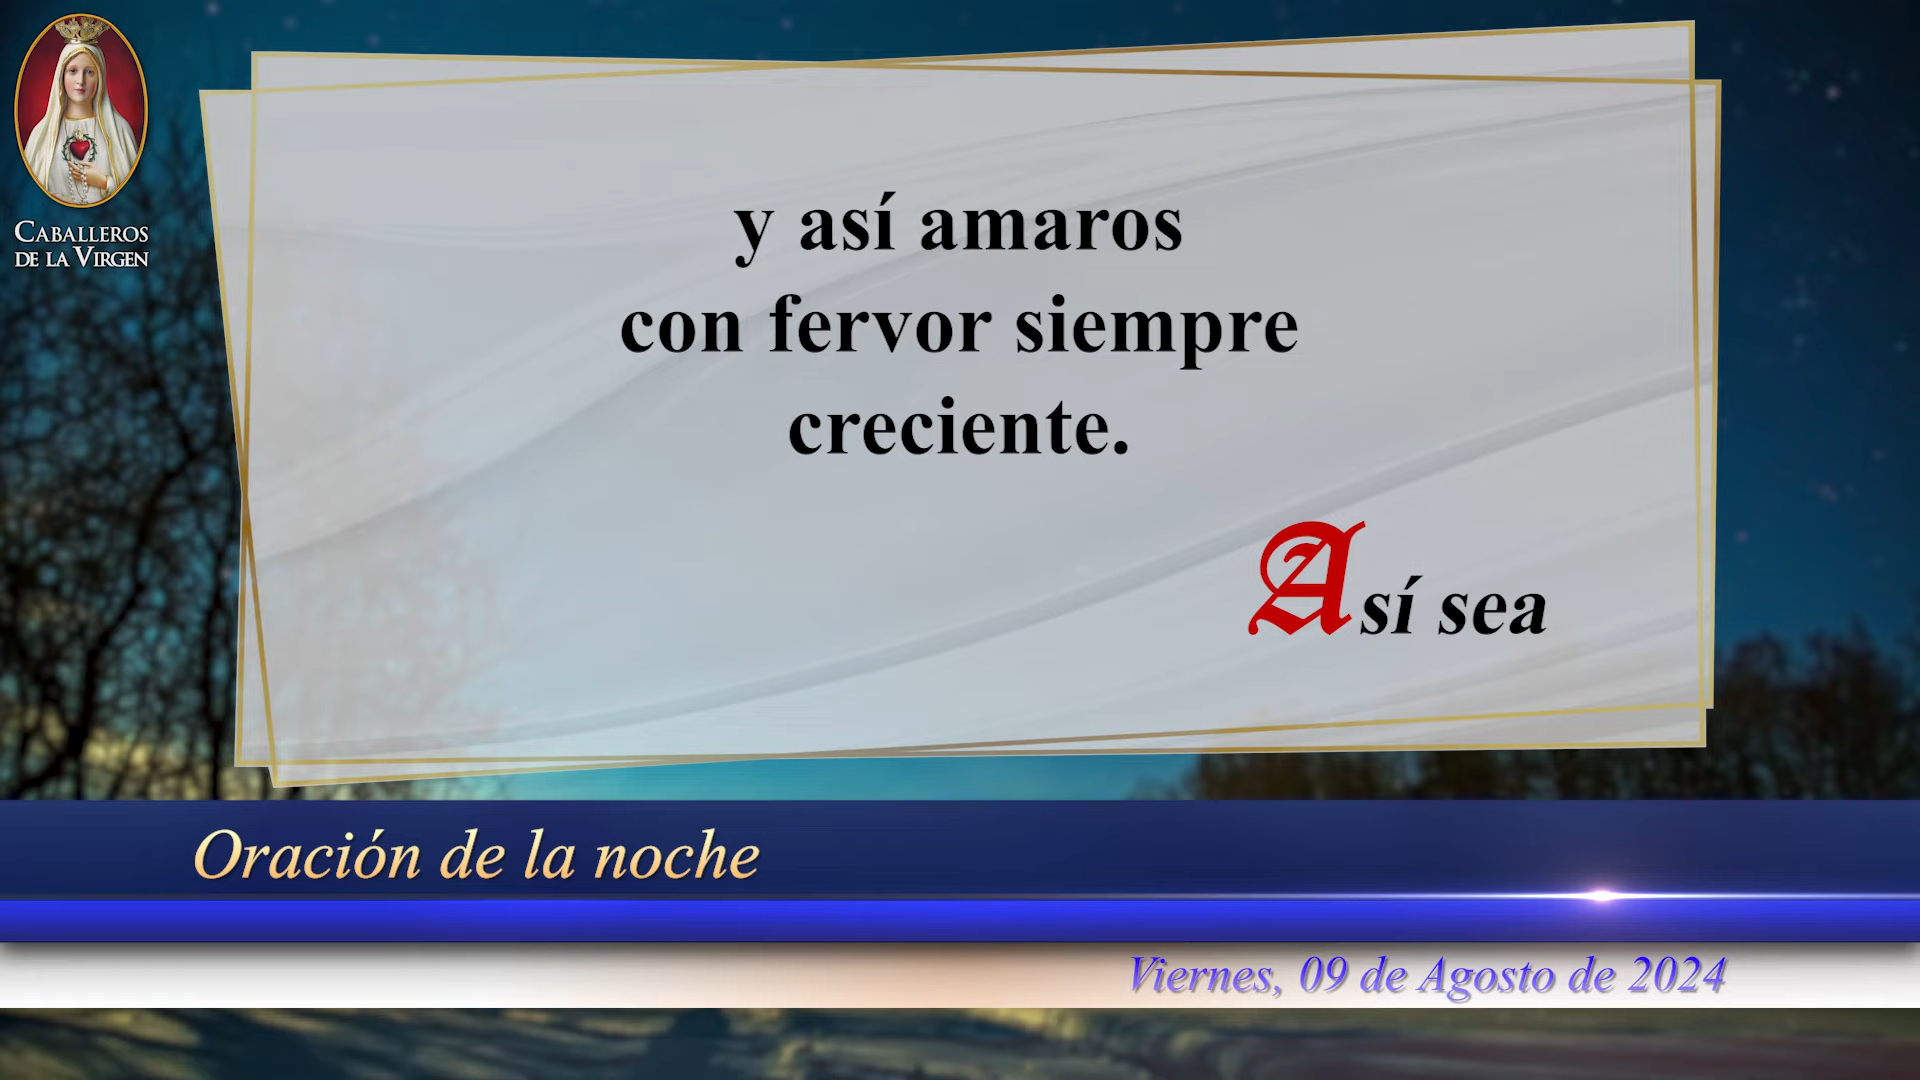 CABALLEROS
DE LA VIRGEN
y así amaros
con fervor siempre
creciente.
Así sea
Oración de la noche
Viernes, 09 de Agosto de 2024